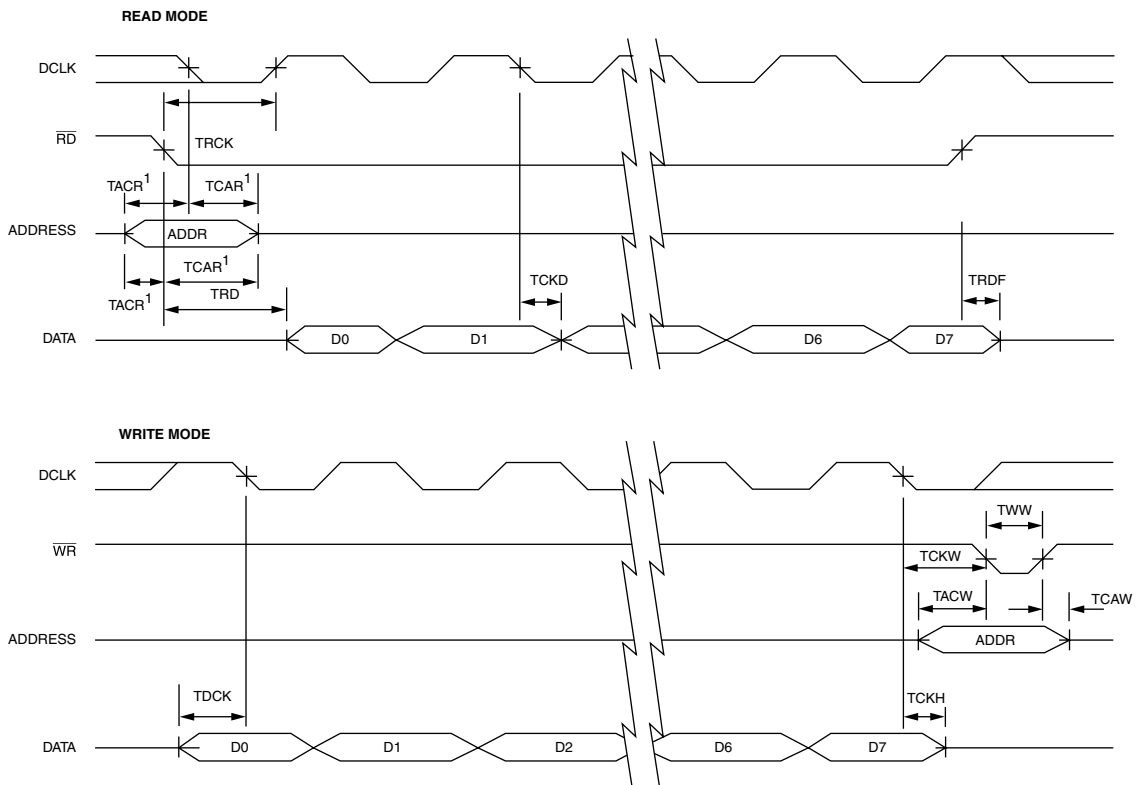 READ MODE
DCLK
RD
TRCK
TACR1 TCAR1
ADDRESS ADDR
TCAR1
TACR1 TRD TCKD TRDF
DATA D0 D1 D6 D7
WRITE MODE
DCLK
TWW
WR
TCKW
TACW TCAW
ADDRESS ADDR
TDCK TCKH
DATA D0 D1 D2 D6 D7